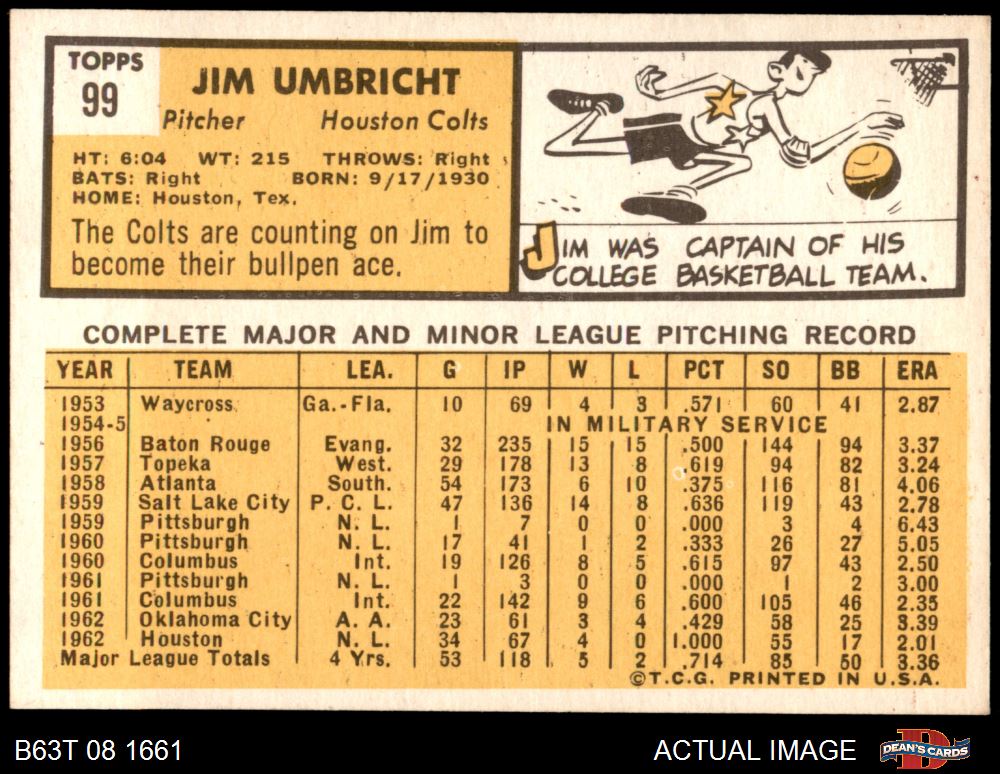 TOPPS
99
JIM UMBRICHT
Pitcher Houston Colts
HT: 6:04 WT: 215 THROWS: Right
BATS: Right BORN: 9/17/1930
HOME: Houston, Tex.
The Colts are counting on Jim to
become their bullpen ace.
JIM WAS CAPTAIN OF HIS
COLLEGE BASKETBALL TEAM.
COMPLETE MAJOR AND MINOR LEAGUE PITCHING RECORD
YEAR TEAM LEA. G IP W L PCT SO BB ERA
1953 Waycross Ga.-Fla. 10 69 4 3 .571 60 41 2.87
1954-5 IN MILITARY SERVICE
1956 Baton Rouge Evang. 32 235 15 15 .500 144 94 3.37
1957 Topeka West. 29 178 13 8 .619 94 82 3.24
1958 Atlanta South. 54 173 6 10 .375 116 81 4.06
1959 Salt Lake City P. C. L. 47 136 14 8 .636 119 43 2.78
1959 Pittsburgh N. L. 1 7 0 0 .000 3 4 6.43
1960 Pittsburgh N. L. 17 41 1 2 .333 26 27 5.05
1960 Columbus Int. 19 126 8 5 .615 97 43 2.50
1961 Pittsburgh N. L. 1 3 0 0 .000 1 2 3.00
1961 Columbus Int. 22 142 9 6 .600 105 46 2.35
1962 Oklahoma City A. A. 23 61 3 4 .429 58 25 3.39
1962 Houston N. L. 34 67 4 0 1.000 55 17 2.01
Major League Totals 4 Yrs. 53 118 5 2 .714 85 50 3.36
©T.C.G. PRINTED IN U.S.A.
B63T 08 1661 ACTUAL IMAGE DEAN'S CARDS